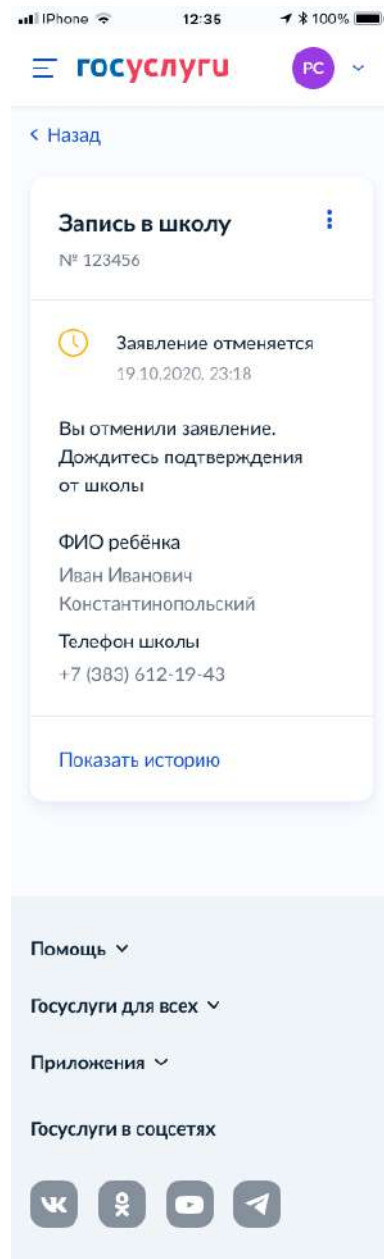 IPhone 12:35 100%
госуслуги РС
Назад
Запись в школу
№ 123456
Заявление отменяется
19.10.2020, 23:18
Вы отменили заявление.
Дождитесь подтверждения
от школы
ФИО ребёнка
Иван Иванович
Константинопольский
Телефон школы
+7 (383) 612-19-43
Показать историю
Помощь
Госуслуги для всех
Приложения
Госуслуги в соцсетях